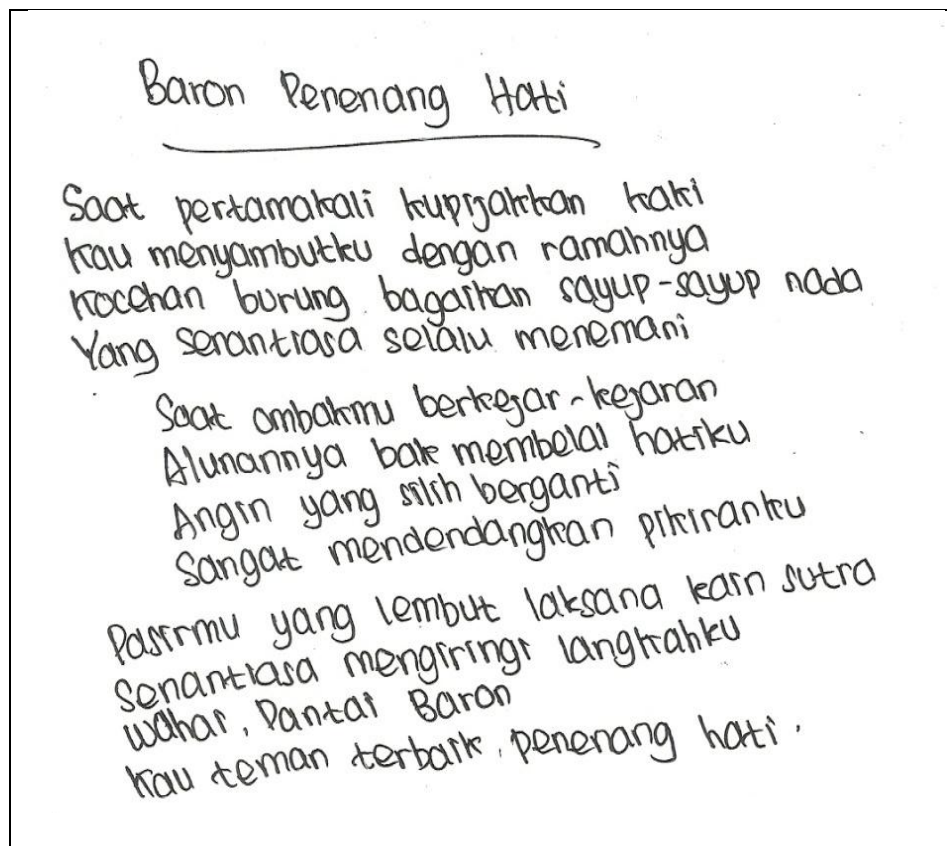 Baron Penenang Hati
Saat pertamakali kupijakkan kaki
Kau menyambutku dengan ramahnya
Kocehan burung bagaikan sayup-sayup nada
Yang senantiasa selalu menemani
Saat ombakmu berkejar-kejaran
Alunannya bak membelai hatiku
Angin yang silih berganti
Sangat mendendangkan pikiranku
Pasirmu yang lembut laksana kain sutra
Senantiasa mengiringi langkahku
Wahai, Pantai Baron
Kau teman terbaik, penenang hati.